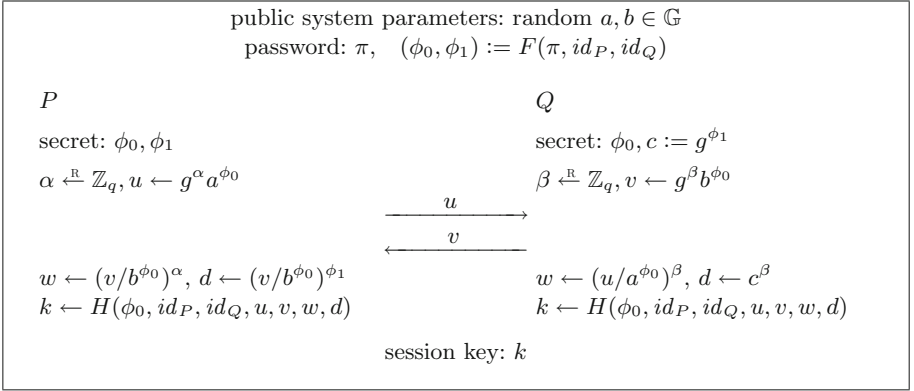 public system parameters: random a, b ∈ 𝔾
password: π, (ϕ₀, ϕ₁) := F(π, id_P, id_Q)
P Q
secret: ϕ₀, ϕ₁ secret: ϕ₀, c := g^{ϕ₁}
α ←ᴿ ℤ_q, u ← g^α a^{ϕ₀} β ←ᴿ ℤ_q, v ← g^β b^{ϕ₀}
u
v
w ← (v/b^{ϕ₀})^α, d ← (v/b^{ϕ₀})^{ϕ₁} w ← (u/a^{ϕ₀})^β, d ← c^β
k ← H(ϕ₀, id_P, id_Q, u, v, w, d) k ← H(ϕ₀, id_P, id_Q, u, v, w, d)
session key: k